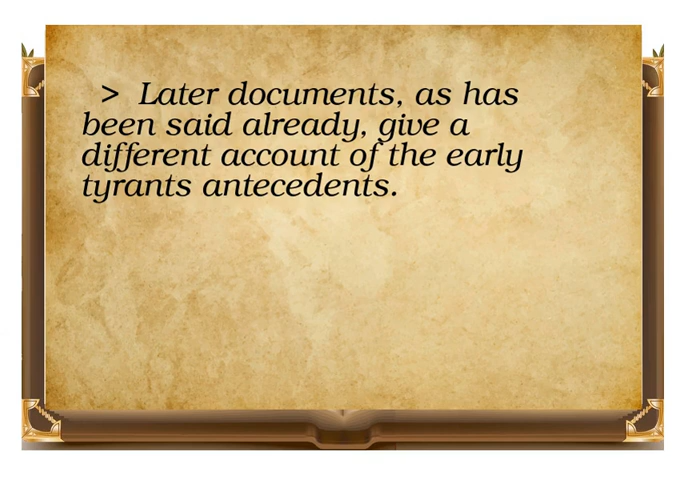 > Later documents, as has
been said already, give a
different account of the early
tyrants antecedents.